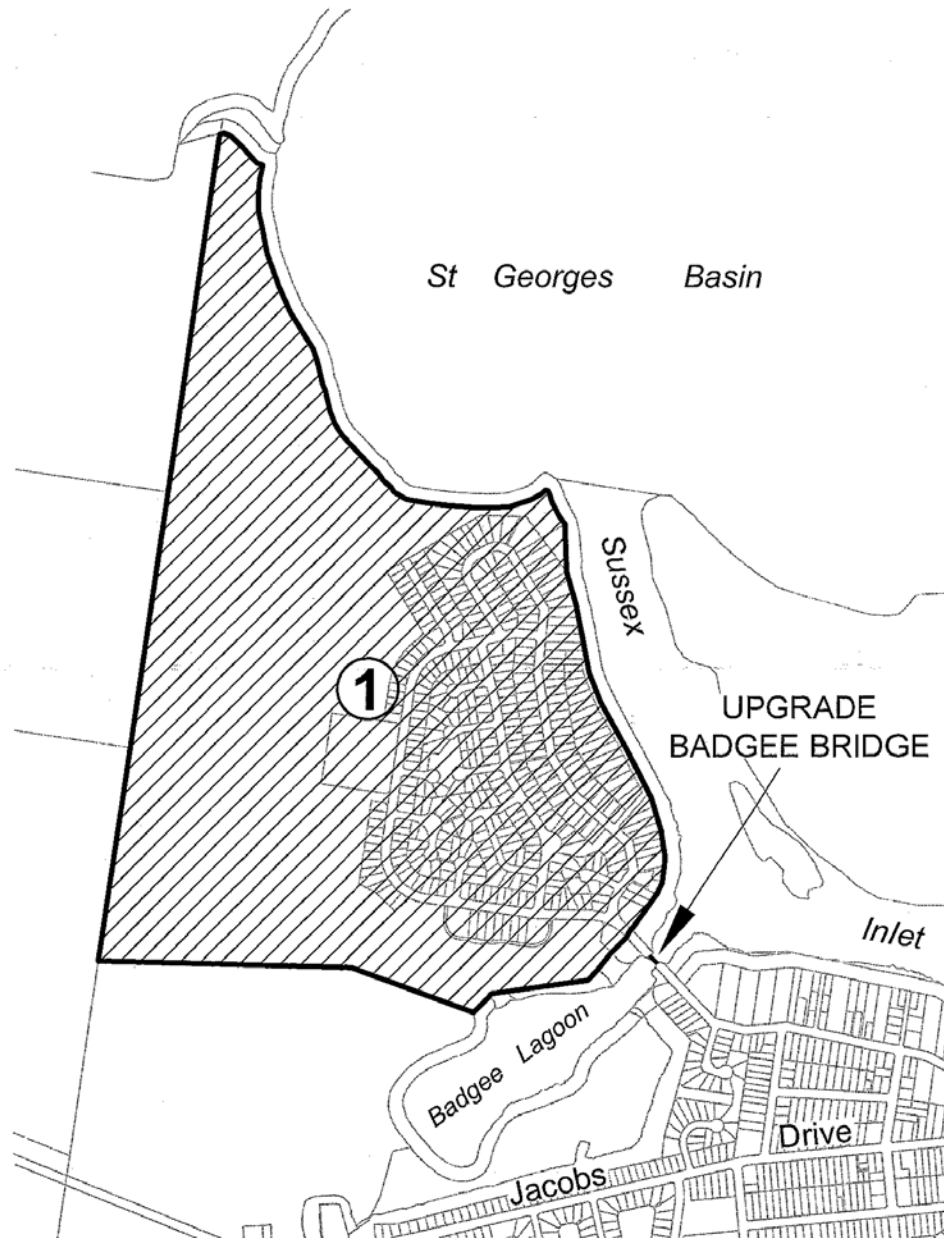 St Georges Basin
Sussex
1
UPGRADE
BADGEE BRIDGE
Inlet
Badgee Lagoon
Drive
Jacobs